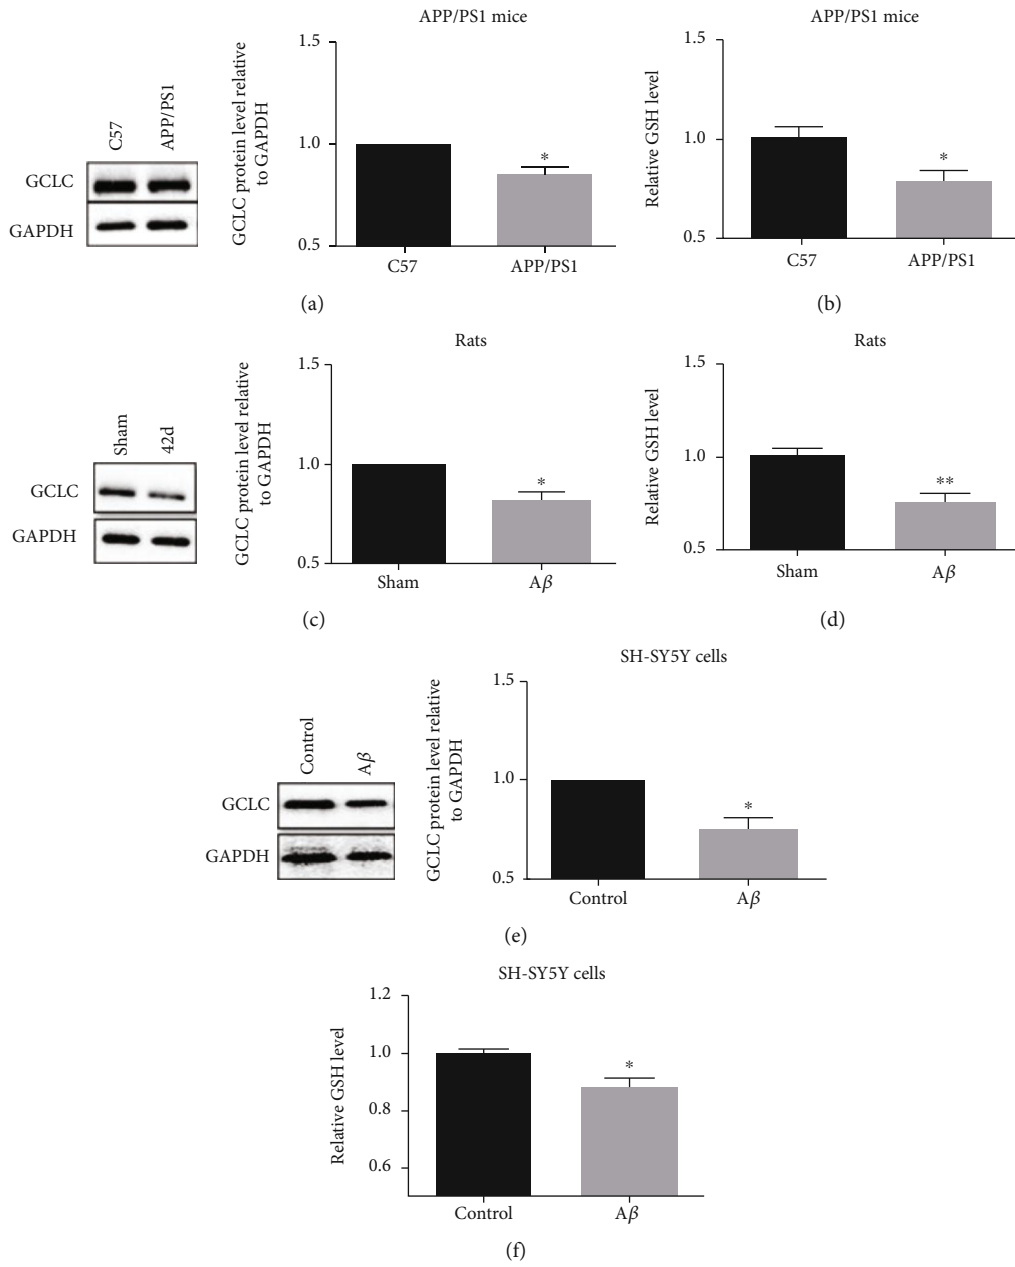 C57
APP/PS1
GCLC
GAPDH
APP/PS1 mice
GCLC protein level relative
to GAPDH
1.5
1.0
0.5
*
C57
APP/PS1
(a)
APP/PS1 mice
Relative GSH level
1.5
1.0
0.5
*
C57
APP/PS1
(b)
Sham
42d
GCLC
GAPDH
Rats
GCLC protein level relative
to GAPDH
1.5
1.0
0.5
*
Sham
Aβ
(c)
Rats
Relative GSH level
1.5
1.0
0.5
**
Sham
Aβ
(d)
Control
Aβ
GCLC
GAPDH
SH-SY5Y cells
GCLC protein level relative
to GAPDH
1.5
1.0
0.5
*
Control
Aβ
(e)
SH-SY5Y cells
Relative GSH level
1.2
1.0
0.8
0.6
*
Control
Aβ
(f)